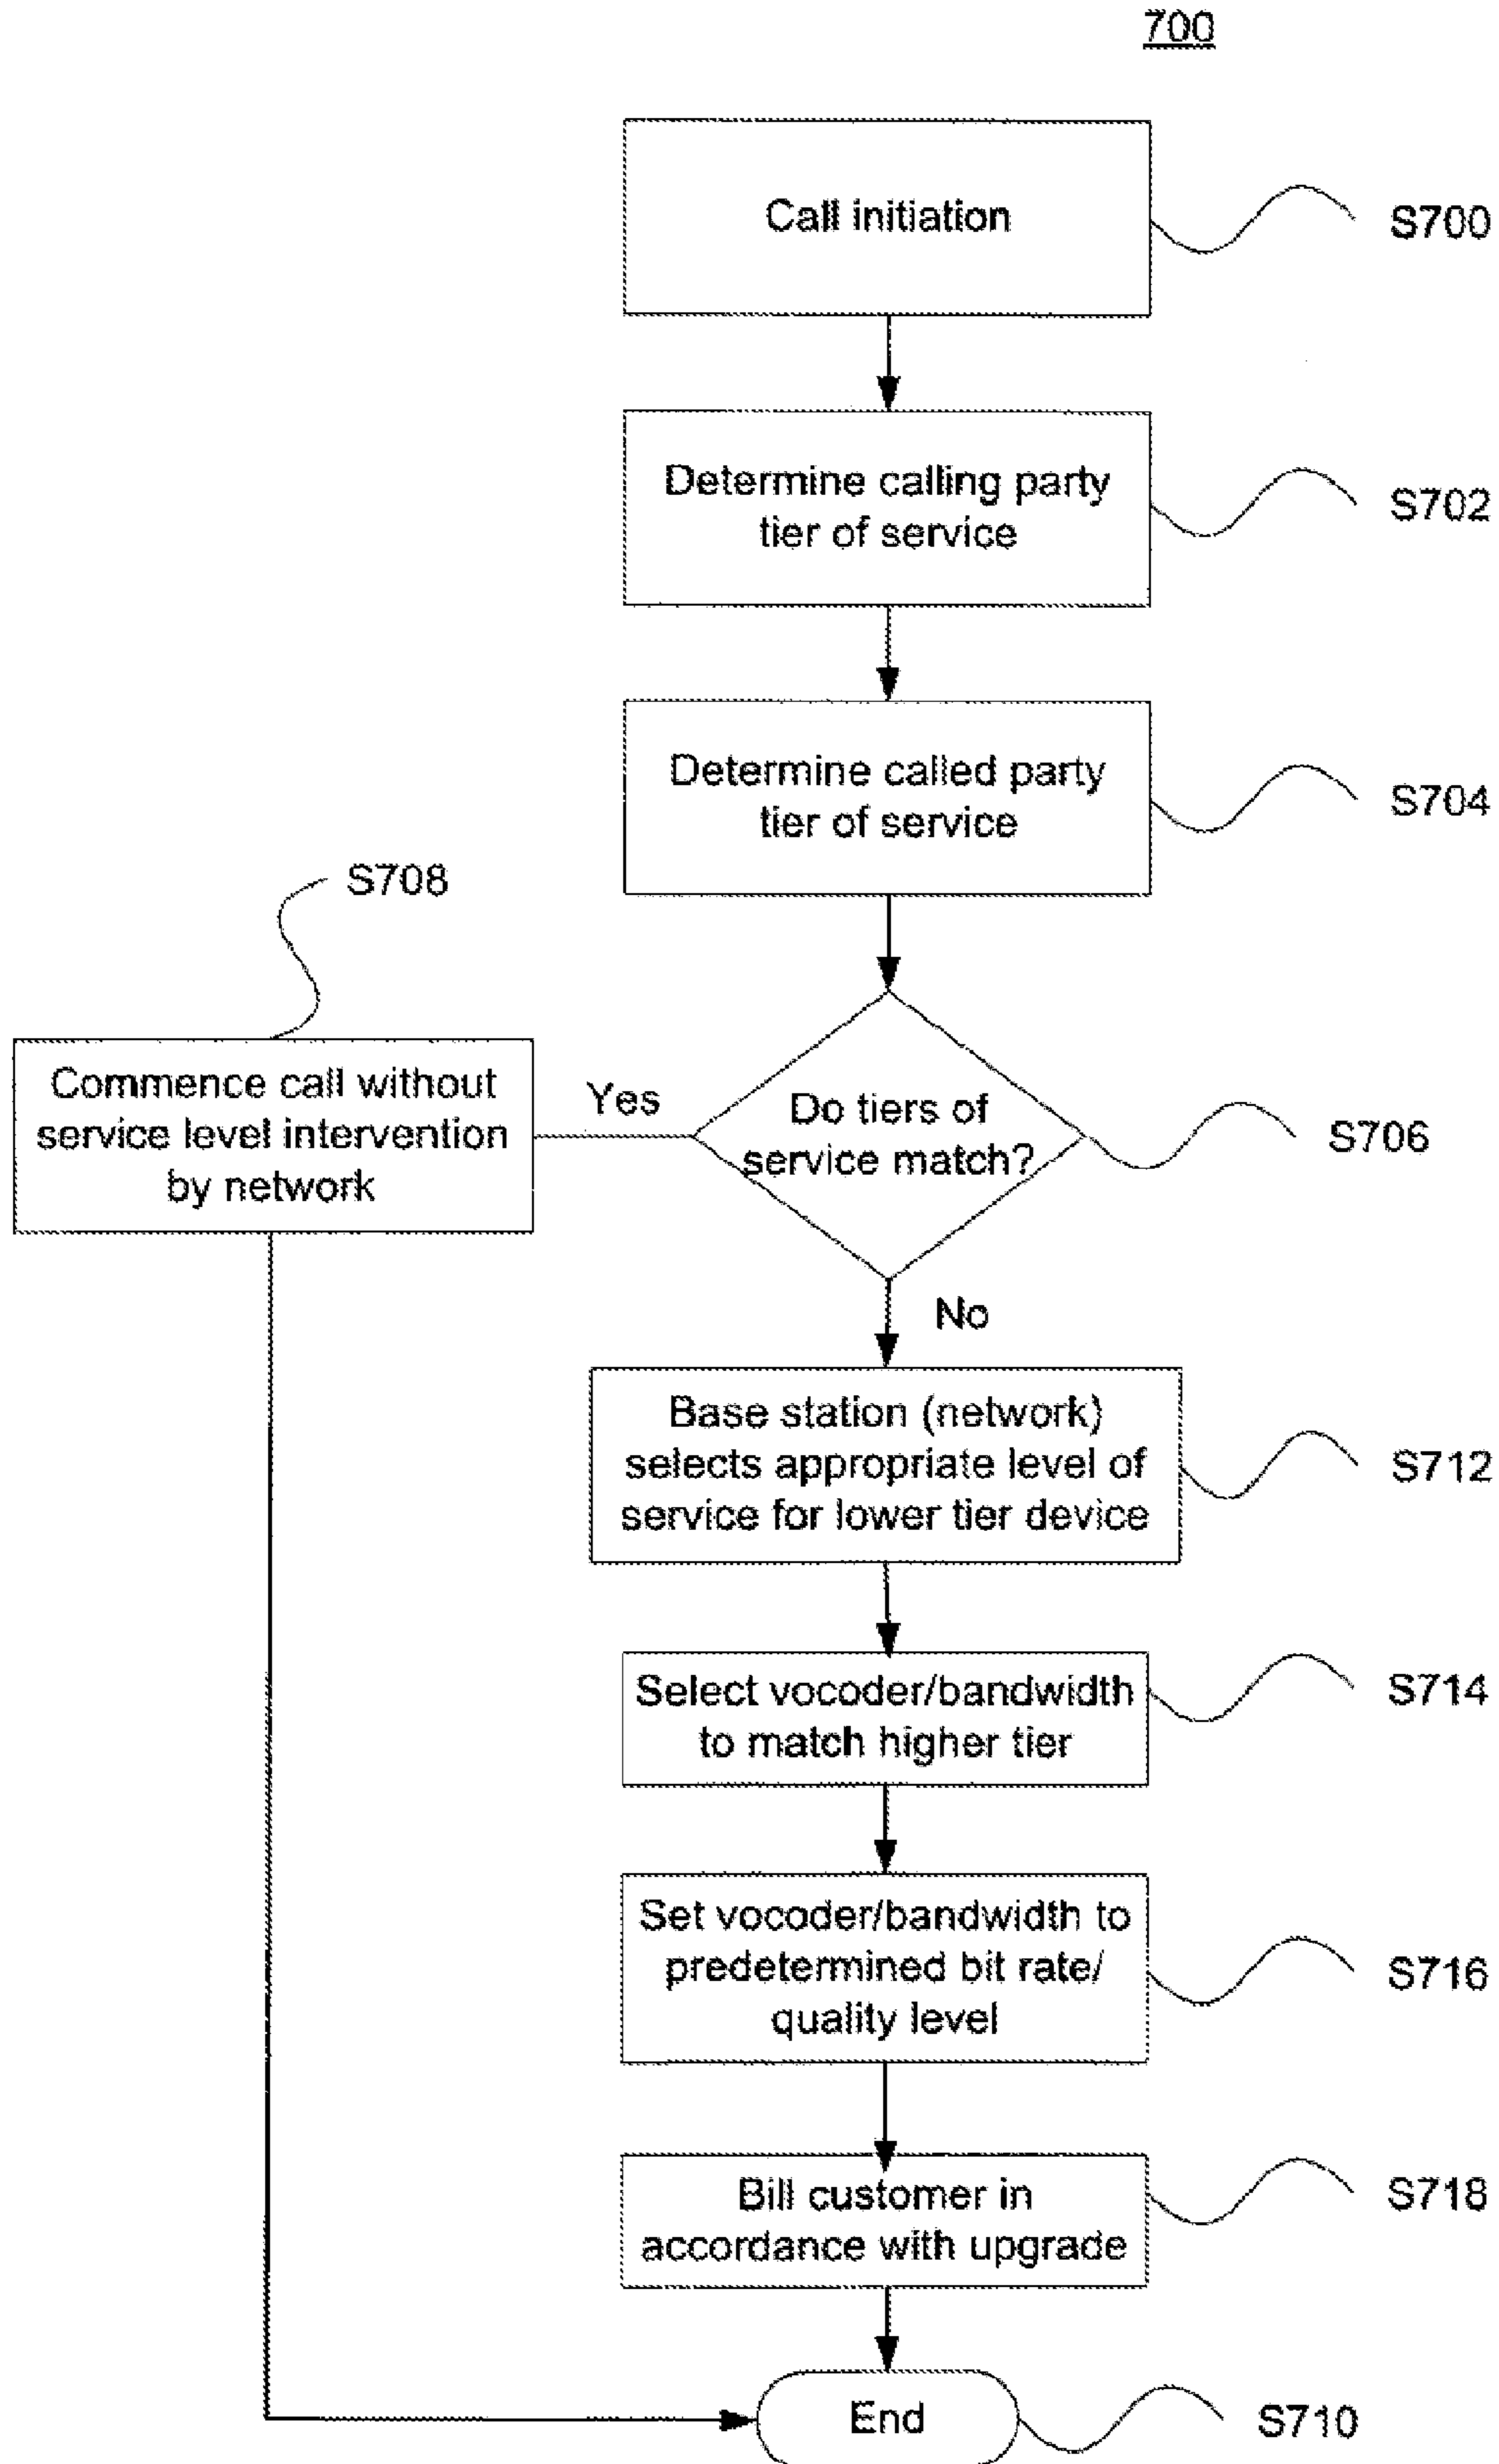 700
Call initiation
S700
Determine calling party
tier of service
S702
Determine called party
tier of service
S704
S708
Commence call without
service level intervention
by network
Yes
Do tiers of
service match?
S706
No
Base station (network)
selects appropriate level of
service for lower tier device
S712
Select vocoder/bandwidth
to match higher tier
S714
Set vocoder/bandwidth to
predetermined bit rate/
quality level
S716
Bill customer in
accordance with upgrade
S718
End
S710